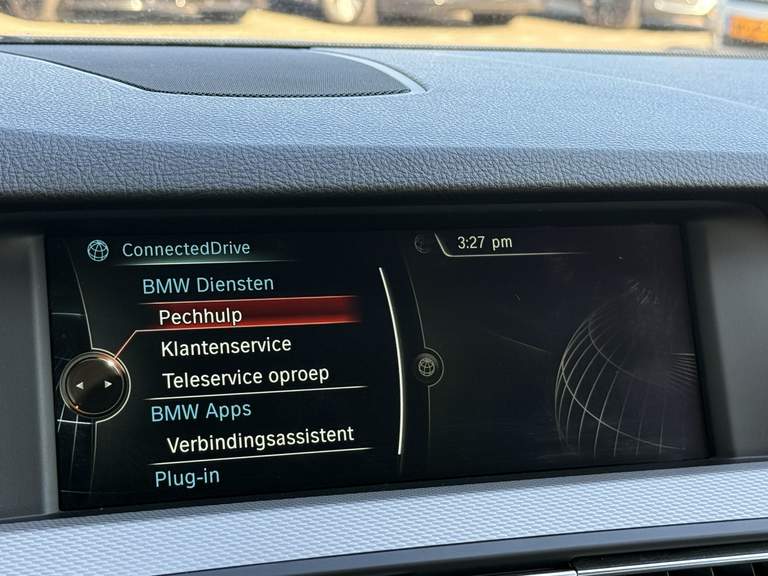 ConnectedDrive
3:27 pm
BMW Diensten
Pechhulp
Klantenservice
Teleservice oproep
BMW Apps
Verbindingsassistent
Plug-in